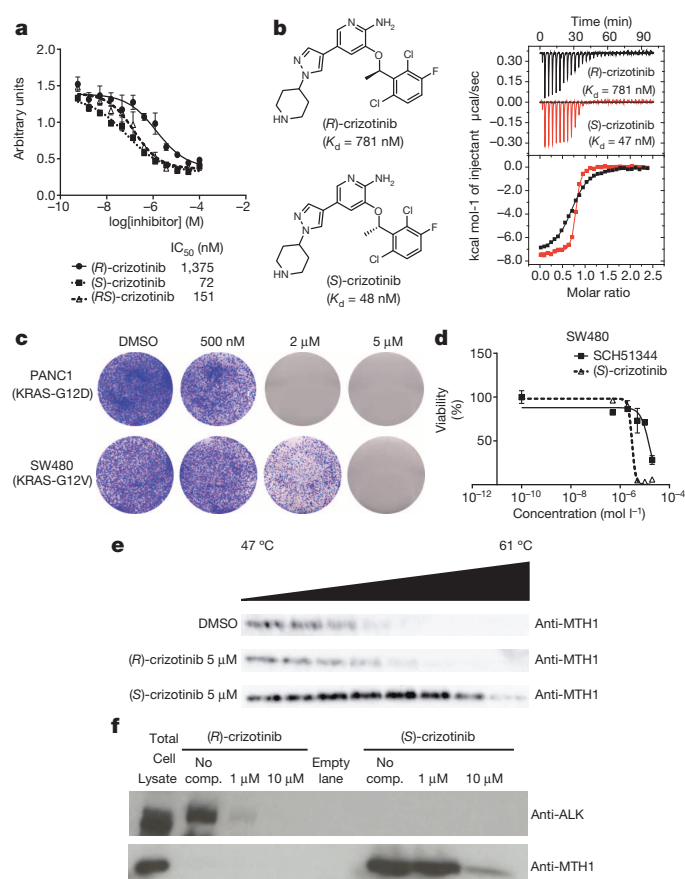 a
Arbitrary units
2.0
1.5
1.0
0.5
0
−10
−8
−6
−4
−2
log[inhibitor] (M)
IC50 (nM)
(R)-crizotinib 1,375
(S)-crizotinib 72
(RS)-crizotinib 151
b
N
NH2
N
N
O
Cl
F
Cl
HN
(R)-crizotinib
(Kd = 781 nM)
N
NH2
N
N
O
Cl
F
Cl
HN
(S)-crizotinib
(Kd = 48 nM)
Time (min)
0 30 60 90
kcal mol-1 of injectant µcal/sec
0.30
0.00
(R)-crizotinib
(Kd = 781 nM)
(S)-crizotinib
(Kd = 47 nM)
−0.15
−0.30
0.0
−2.0
−4.0
−6.0
−8.0
0.0 0.5 1.0 1.5 2.0 2.5
Molar ratio
c
DMSO 500 nM 2 µM 5 µM
PANC1
(KRAS-G12D)
SW480
(KRAS-G12V)
d
SW480
SCH51344
(S)-crizotinib
Viability
(%)
150
100
50
0
10−12 10−10 10−8 10−6 10−4
Concentration (mol l−1)
e
47 ºC 61 ºC
DMSO Anti-MTH1
(R)-crizotinib 5 µM Anti-MTH1
(S)-crizotinib 5 µM Anti-MTH1
f
Total
Cell
Lysate
(R)-crizotinib
No
comp.
1 µM 10 µM
Empty
lane
(S)-crizotinib
No
comp.
1 µM 10 µM
Anti-ALK
Anti-MTH1